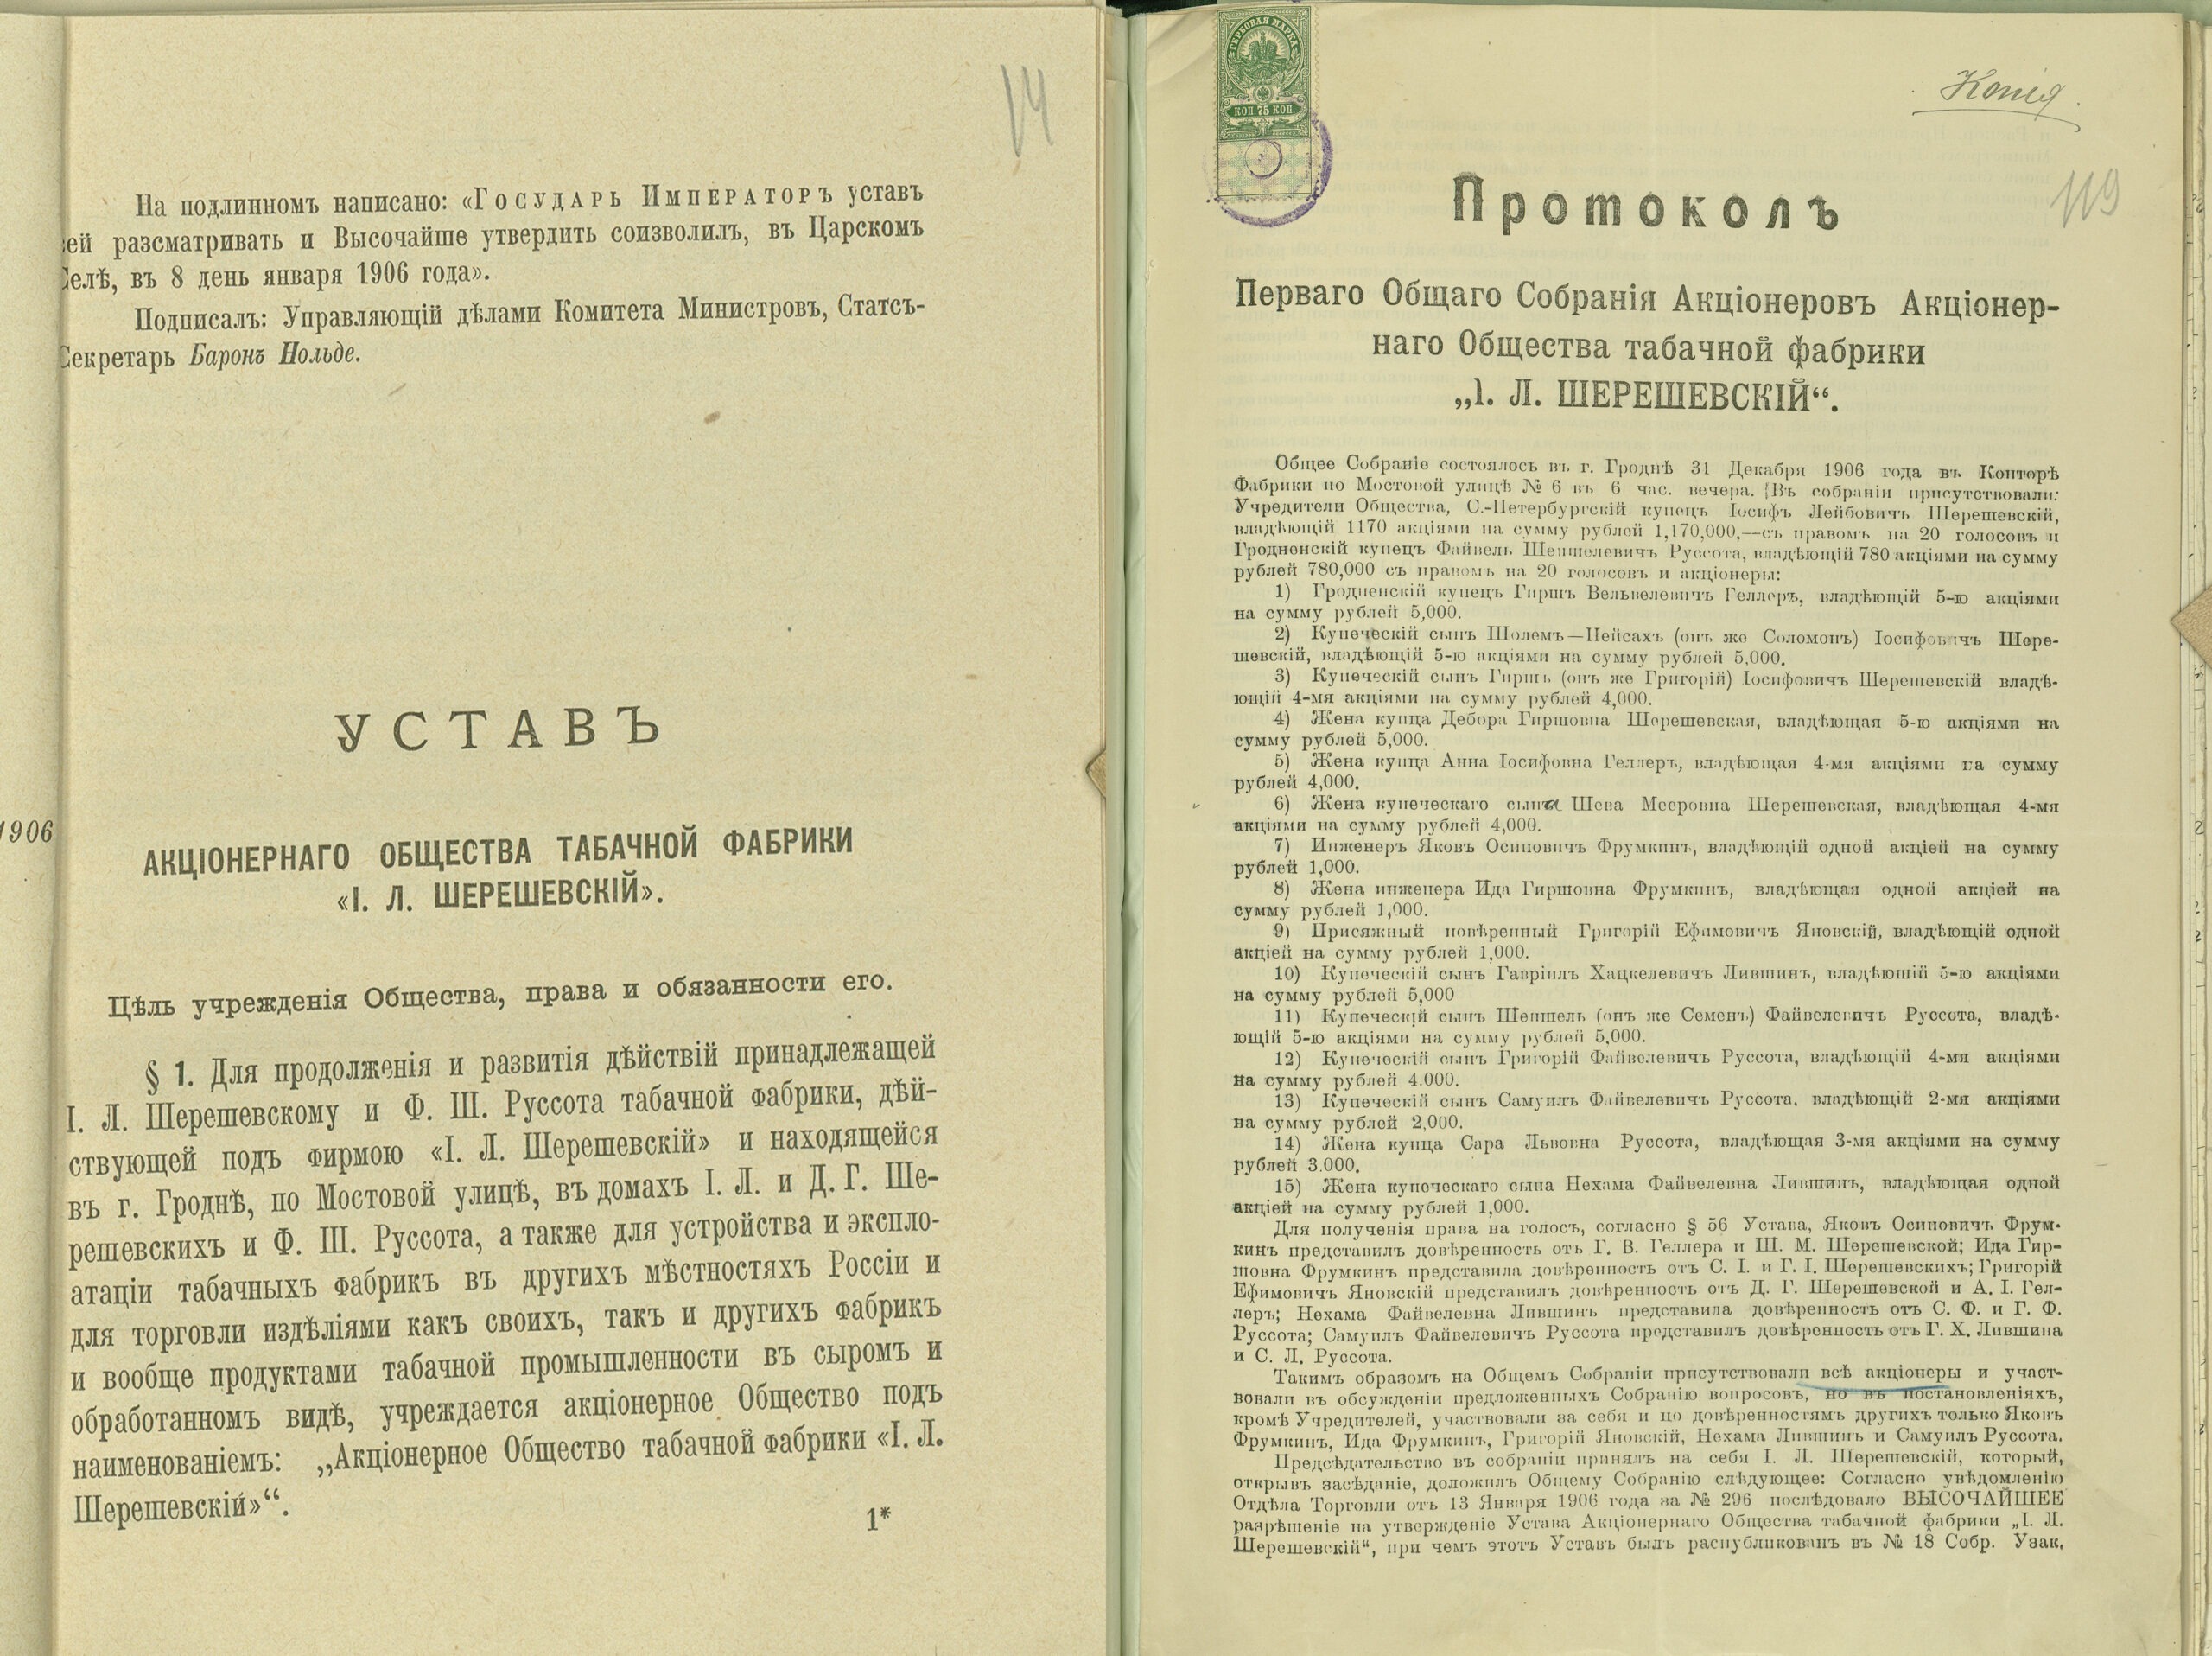 14
На подлинномъ написано: «Государь Императоръ уставъ
сей разсматривать и Высочайше утвердить соизволилъ, въ Царскомъ
Селѣ, въ 8 день января 1906 года».
Подписалъ: Управляющій дѣлами Комитета Министровъ, Статсъ-
Секретарь Баронъ Нольде.
УСТАВЪ
1906
АКЦІОНЕРНАГО ОБЩЕСТВА ТАБАЧНОЙ ФАБРИКИ
«І. Л. ШЕРЕШЕВСКІЙ».
Цѣль учрежденія Общества, права и обязанности его.
§ 1. Для продолженія и развитія дѣйствій принадлежащей
І. Л. Шерешевскому и Ф. Ш. Руссота табачной фабрики, дѣй-
ствующей подъ фирмою «І. Л. Шерешевскій» и находящейся
въ г. Гроднѣ, по Мостовой улицѣ, въ домахъ І. Л. и Д. Г. Ше-
решевскихъ и Ф. Ш. Руссота, а также для устройства и экспло-
атаціи табачныхъ фабрикъ въ другихъ мѣстностяхъ Россіи и
для торговли издѣліями какъ своихъ, такъ и другихъ фабрикъ
и вообще продуктами табачной промышленности въ сыромъ и
обработанномъ видѣ, учреждается акціонерное Общество подъ
наименованіемъ: „Акціонерное Общество табачной фабрики «І. Л.
Шерешевскій»“.
1*
ГЕРБОВАЯ МАРКА
КОП. 75 КОП.
Копія
119
Протоколъ
Перваго Общаго Собранія Акціонеровъ Акціонер-
наго Общества табачной фабрики
„І. Л. ШЕРЕШЕВСКІЙ“.
Общее Собраніе состоялось въ г. Гроднѣ 31 Декабря 1906 года въ Конторѣ
Фабрики по Мостовой улицѣ № 6 въ 6 час. вечера. Въ собраніи присутствовали:
Учредители Общества, С.-Петербургскій купецъ Іосифъ Лейбовичъ Шерешевскій,
владѣющій 1170 акціями на сумму рублей 1,170,000,—съ правомъ на 20 голосовъ и
Гродненскій купецъ Файвель Шепшелевичъ Руссота, владѣющій 780 акціями на сумму
рублей 780,000 съ правомъ на 20 голосовъ и акціонеры:
1) Гродненскій купецъ Гиршъ Вельвелевичъ Геллеръ, владѣющій 5-ю акціями
на сумму рублей 5,000.
2) Купеческій сынъ Шолемъ—Пейсахъ (онъ же Соломонъ) Іосифовичъ Шере-
шевскій, владѣющій 5-ю акціями на сумму рублей 5,000.
3) Купеческій сынъ Гиршъ (онъ же Григорій) Іосифовичъ Шерешевскій владѣ-
ющій 4-мя акціями на сумму рублей 4,000.
4) Жена купца Дебора Гиршовна Шерешевская, владѣющая 5-ю акціями на
сумму рублей 5,000.
5) Жена купца Анна Іосифовна Геллеръ, владѣющая 4-мя акціями на сумму
рублей 4,000.
6) Жена купеческаго сына Шева Мееровна Шерешевская, владѣющая 4-мя
акціями на сумму рублей 4,000.
7) Инженеръ Яковъ Осиповичъ Фрумкинъ, владѣющій одной акціей на сумму
рублей 1,000.
8) Жена инженера Ида Гиршовна Фрумкинъ, владѣющая одной акціей на
сумму рублей 1,000.
9) Присяжный повѣренный Григорій Ефимовичъ Яновскій, владѣющій одной
акціей на сумму рублей 1,000.
10) Купеческій сынъ Гавріилъ Хацкелевичъ Лившинъ, владѣющій 5-ю акціями
на сумму рублей 5,000
11) Купеческій сынъ Шепшель (онъ же Семенъ) Файвелевичъ Руссота, владѣ-
ющій 5-ю акціями на сумму рублей 5,000.
12) Купеческій сынъ Григорій Файвелевичъ Руссота, владѣющій 4-мя акціями
на сумму рублей 4.000.
13) Купеческій сынъ Самуилъ Файвелевичъ Руссота, владѣющій 2-мя акціями
на сумму рублей 2,000.
14) Жена купца Сара Львовна Руссота, владѣющая 3-мя акціями на сумму
рублей 3.000.
15) Жена купеческаго сына Нехама Файвелевна Лившинъ, владѣющая одной
акціей на сумму рублей 1,000.
Для полученія права на голосъ, согласно § 56 Устава, Яковъ Осиповичъ Фрум-
кинъ представилъ довѣренность отъ Г. В. Геллера и Ш. М. Шерешевской; Ида Гир-
шовна Фрумкинъ представила довѣренность отъ С. І. и Г. І. Шерешевскихъ; Григорій
Ефимовичъ Яновскій представилъ довѣренность отъ Д. Г. Шерешевской и А. І. Гел-
леръ; Нехама Файвелевна Лившинъ представила довѣренность отъ С. Ф. и Г. Ф.
Руссота; Самуилъ Файвелевичъ Руссота представилъ довѣренность отъ Г. Х. Лившина
и С. Л. Руссота.
Такимъ образомъ на Общемъ Собраніи присутствовали всѣ акціонеры и участ-
вовали въ обсужденіи предложенныхъ Собранію вопросовъ, но въ постановленіяхъ,
кромѣ Учредителей, участвовали за себя и по довѣренностямъ другихъ только Яковъ
Фрумкинъ, Ида Фрумкинъ, Григорій Яновскій, Нехама Лившинъ и Самуилъ Руссота.
Предсѣдательство въ собраніи принялъ на себя І. Л. Шерешевскій, который,
открывъ засѣданіе, доложилъ Общему Собранію слѣдующее: Согласно увѣдомленію
Отдѣла Торговли отъ 13 Января 1906 года за № 296 послѣдовало ВЫСОЧАЙШЕЕ
разрѣшеніе на утвержденіе Устава Акціонернаго Общества табачной фабрики „І. Л.
Шерешевскій“, при чемъ этотъ Уставъ былъ распубликованъ въ № 18 Собр. Узак.